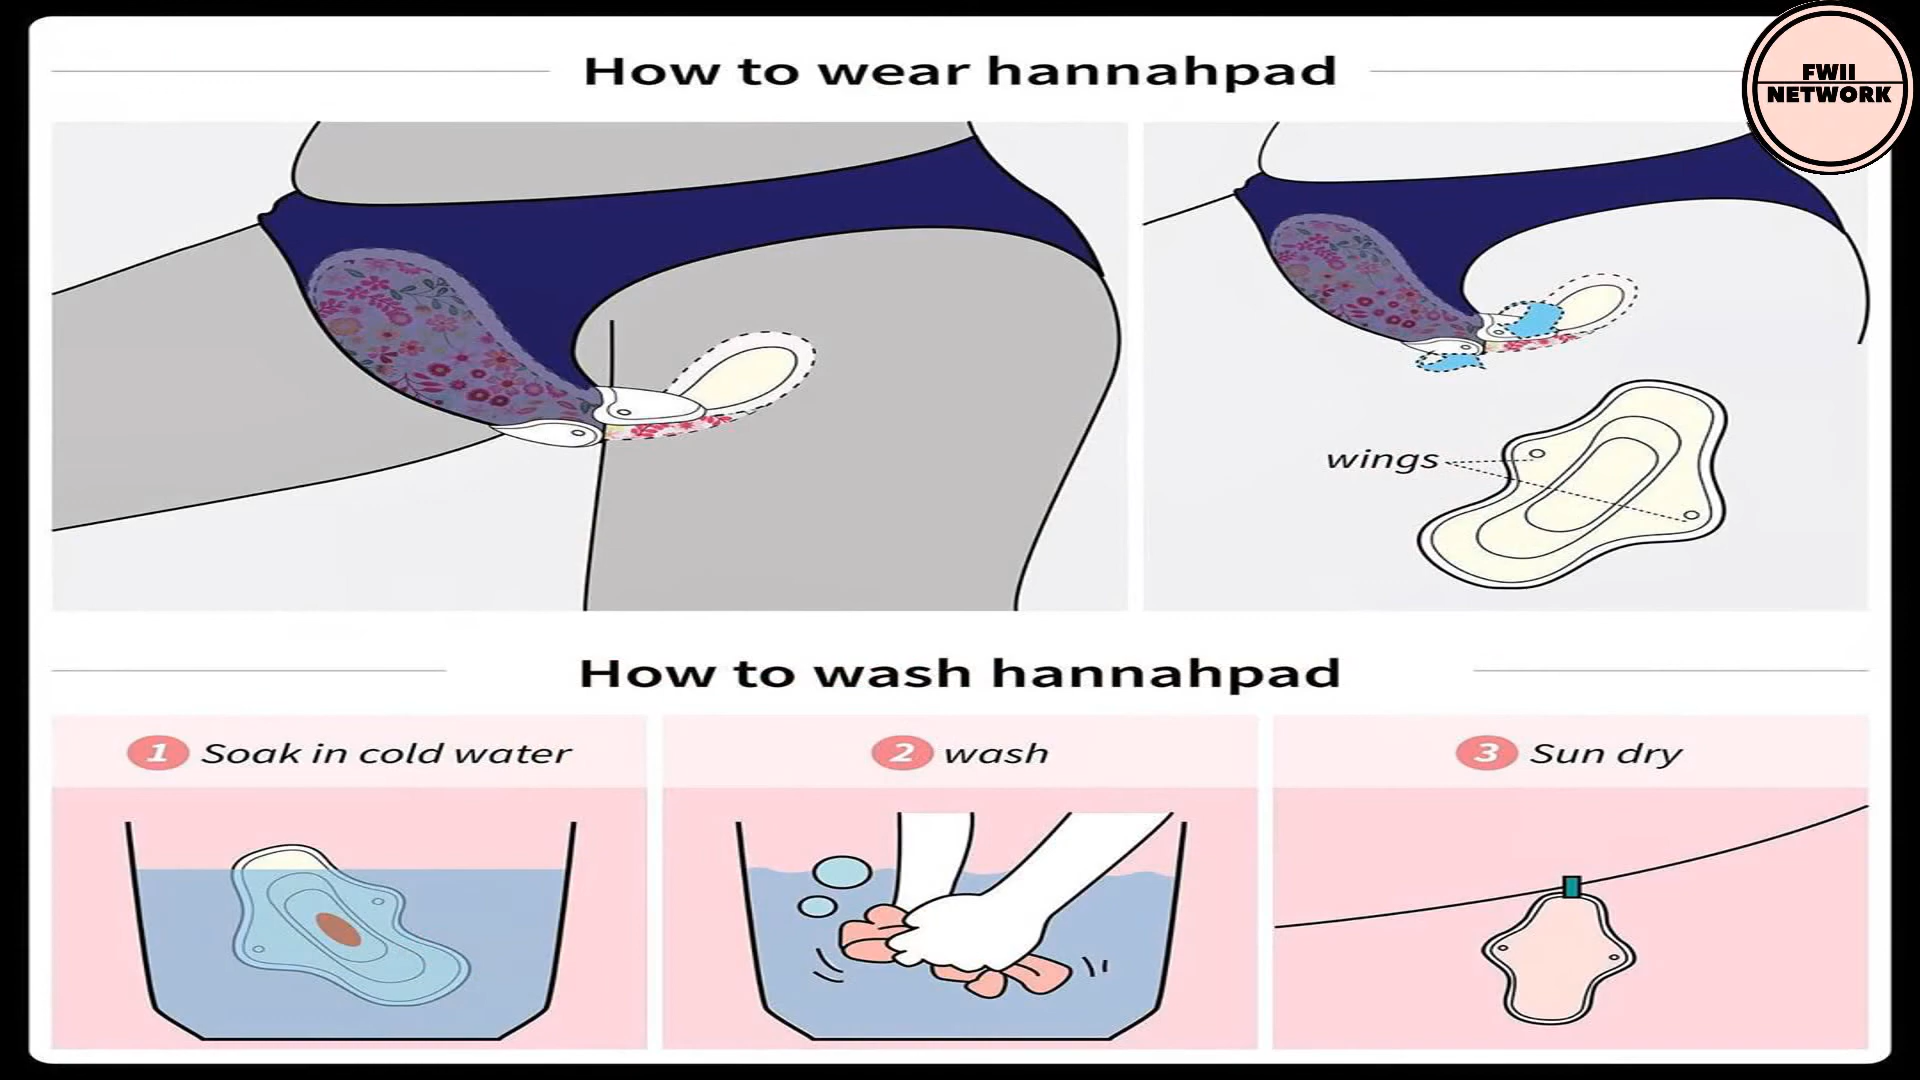 How to wear hannahpad
FWII
NETWORK
wings
How to wash hannahpad
1 Soak in cold water
2 wash
3 Sun dry